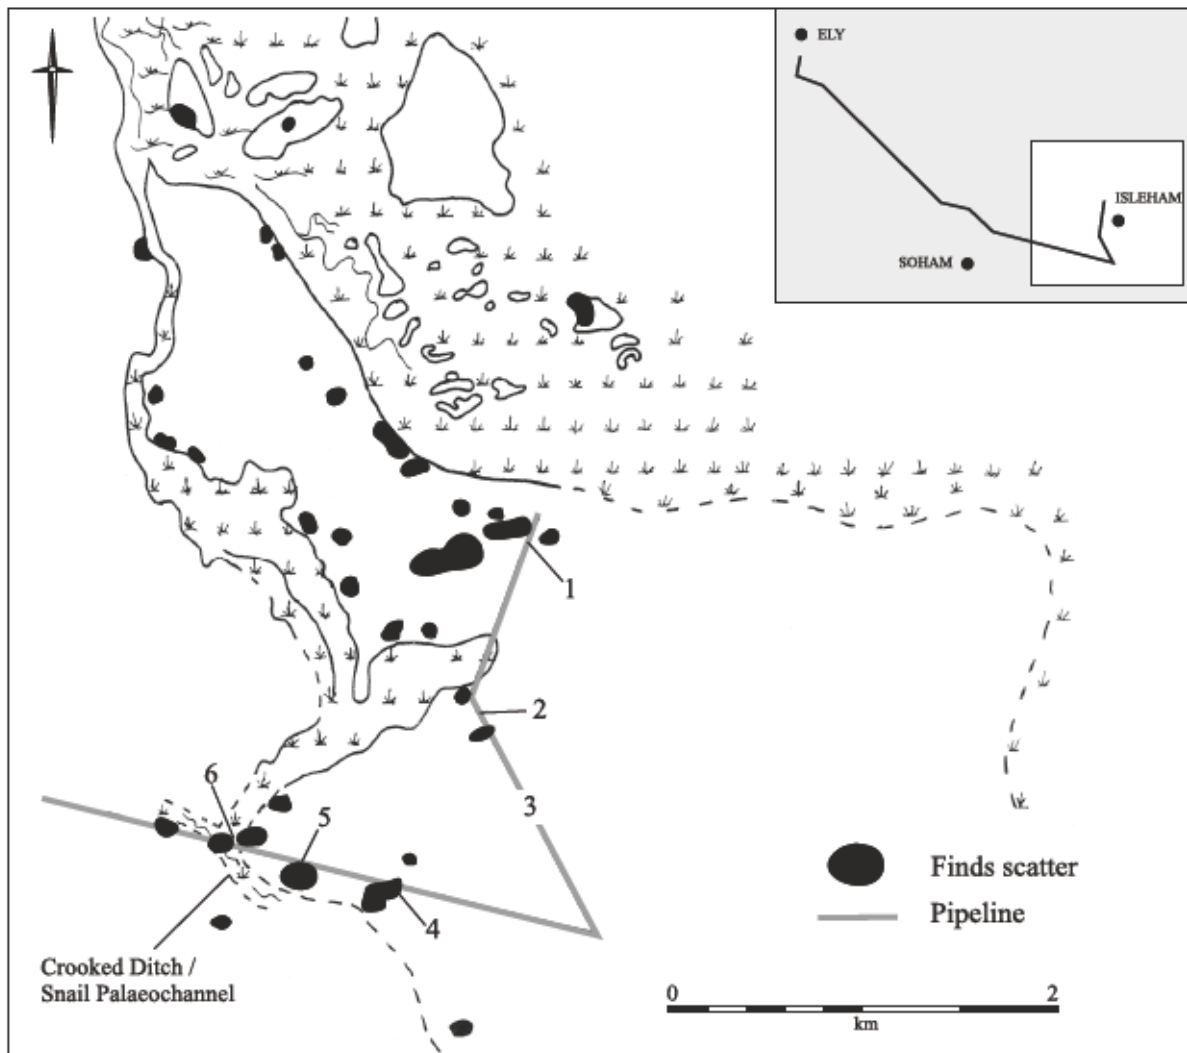 ELY
ISLEHAM
SOHAM
1
2
3
6
5
4
Finds scatter
Pipeline
Crooked Ditch /
Snail Palaeochannel
0 2
km